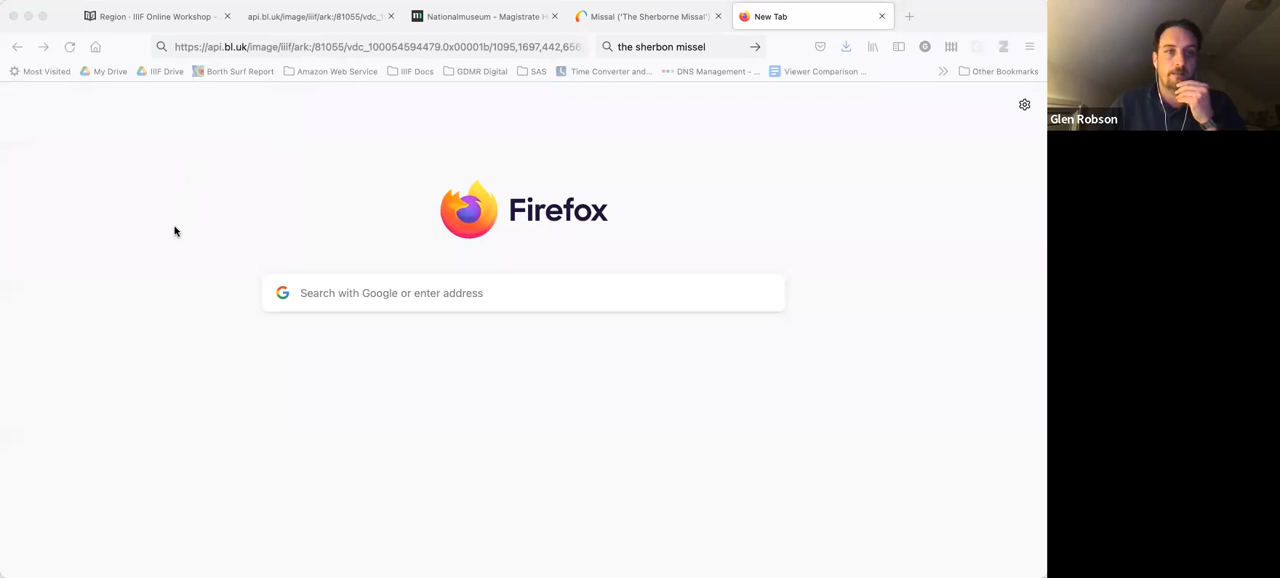 Region · IIIF Online Workshop -
api.bl.uk/image/iiif/ark:/81055/vdc_1
Nationalmuseum - Magistrate H
Missal ('The Sherborne Missal')
New Tab
https://api.bl.uk/image/iiif/ark:/81055/vdc_100054594479.0x00001b/1095,1697,442,656
the sherbon missel
Most Visited
My Drive
IIIF Drive
Borth Surf Report
Amazon Web Service
IIIF Docs
GDMR Digital
SAS
Time Converter and...
DNS Management - ...
Viewer Comparison ...
Other Bookmarks
Glen Robson
Firefox
Search with Google or enter address